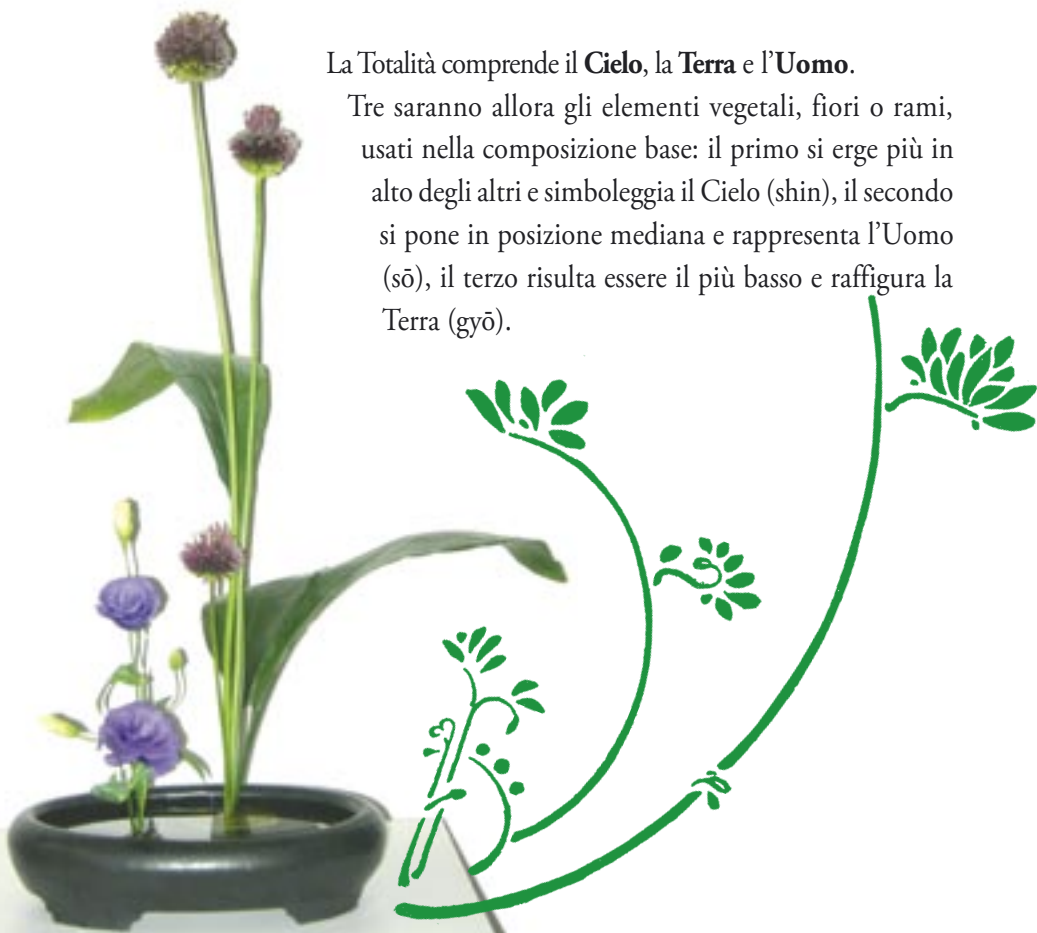 La Totalità comprende il Cielo, la Terra e l’Uomo.
Tre saranno allora gli elementi vegetali, fiori o rami,
usati nella composizione base: il primo si erge più in
alto degli altri e simboleggia il Cielo (shin), il secondo
si pone in posizione mediana e rappresenta l’Uomo
(sō), il terzo risulta essere il più basso e raffigura la
Terra (gyō).